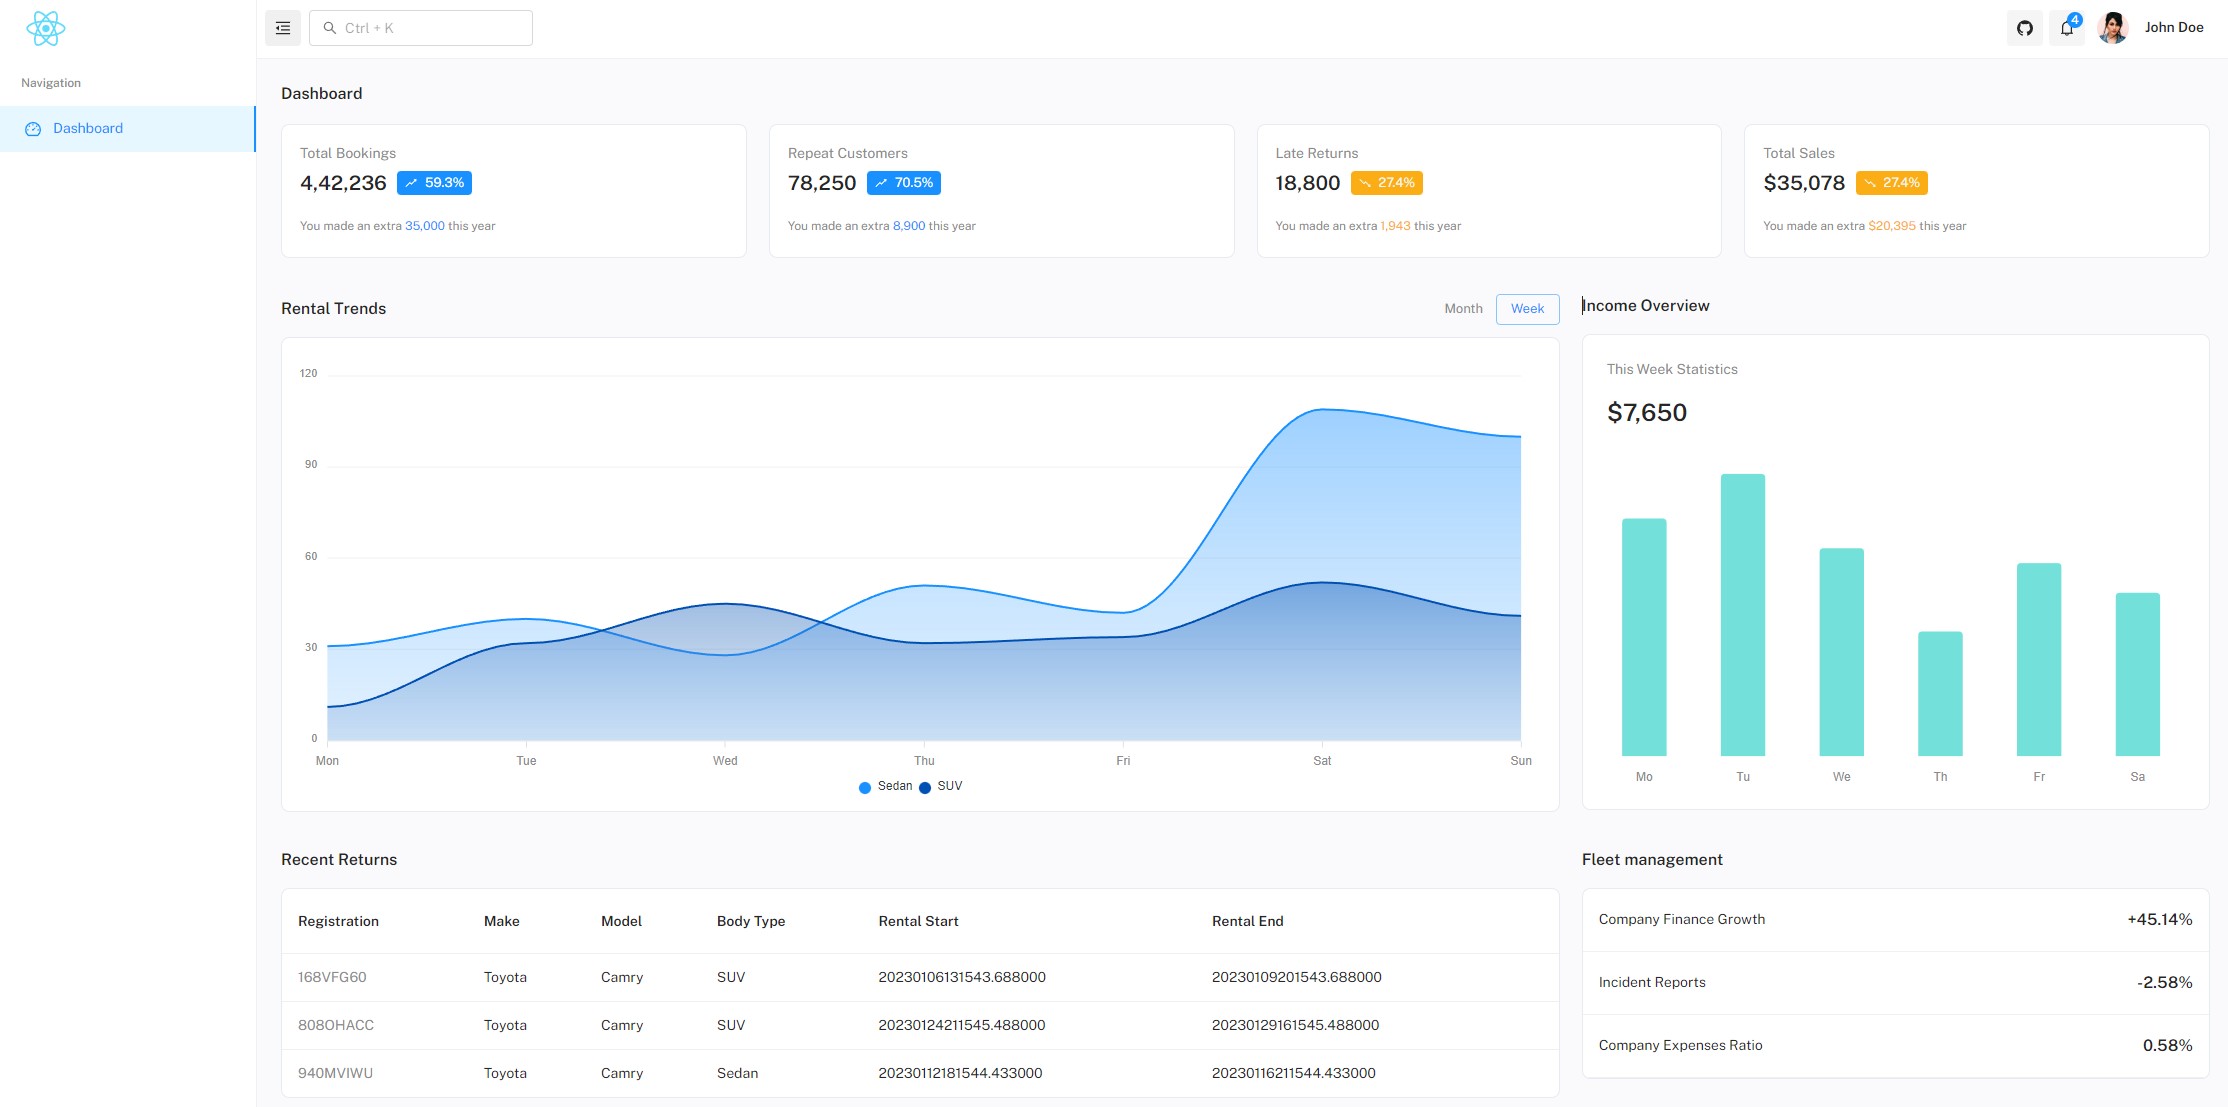 Ctrl + K
4
John Doe
Navigation
Dashboard
Dashboard
Total Bookings
4,42,236 59.3%
You made an extra 35,000 this year
Repeat Customers
78,250 70.5%
You made an extra 8,900 this year
Late Returns
18,800 27.4%
You made an extra 1,943 this year
Total Sales
$35,078 27.4%
You made an extra $20,395 this year
Rental Trends
Month Week
120
90
60
30
0
Mon Tue Wed Thu Fri Sat Sun
Sedan SUV
Income Overview
This Week Statistics
$7,650
Mo Tu We Th Fr Sa
Recent Returns
Registration Make Model Body Type Rental Start Rental End
168VFG60 Toyota Camry SUV 20230106131543.688000 20230109201543.688000
808OHACC Toyota Camry SUV 20230124211545.488000 20230129161545.488000
940MVIWU Toyota Camry Sedan 20230112181544.433000 20230116211544.433000
Fleet management
Company Finance Growth +45.14%
Incident Reports -2.58%
Company Expenses Ratio 0.58%